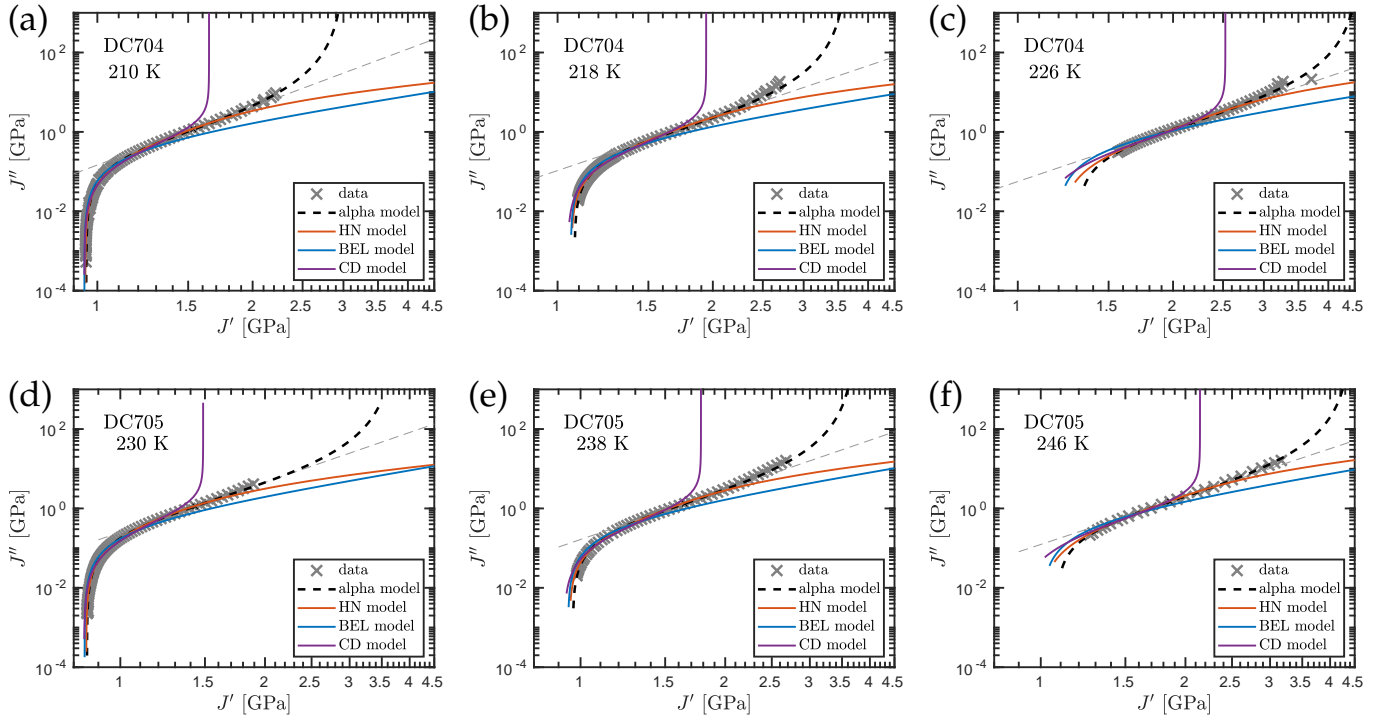 (a)
DC704
210 K
10^2
10^0
10^-2
10^-4
J'' [GPa]
1
1.5
2
2.5
3
3.5
4
4.5
J' [GPa]
data
alpha model
HN model
BEL model
CD model
(b)
DC704
218 K
10^2
10^0
10^-2
10^-4
J'' [GPa]
1
1.5
2
2.5
3
3.5
4
4.5
J' [GPa]
data
alpha model
HN model
BEL model
CD model
(c)
DC704
226 K
10^2
10^0
10^-2
10^-4
J'' [GPa]
1
1.5
2
2.5
3
3.5
4
4.5
J' [GPa]
data
alpha model
HN model
BEL model
CD model
(d)
DC705
230 K
10^2
10^0
10^-2
10^-4
J'' [GPa]
1
1.5
2
2.5
3
3.5
4
4.5
J' [GPa]
data
alpha model
HN model
BEL model
CD model
(e)
DC705
238 K
10^2
10^0
10^-2
10^-4
J'' [GPa]
1
1.5
2
2.5
3
3.5
4
4.5
J' [GPa]
data
alpha model
HN model
BEL model
CD model
(f)
DC705
246 K
10^2
10^0
10^-2
10^-4
J'' [GPa]
1
1.5
2
2.5
3
3.5
4
4.5
J' [GPa]
data
alpha model
HN model
BEL model
CD model